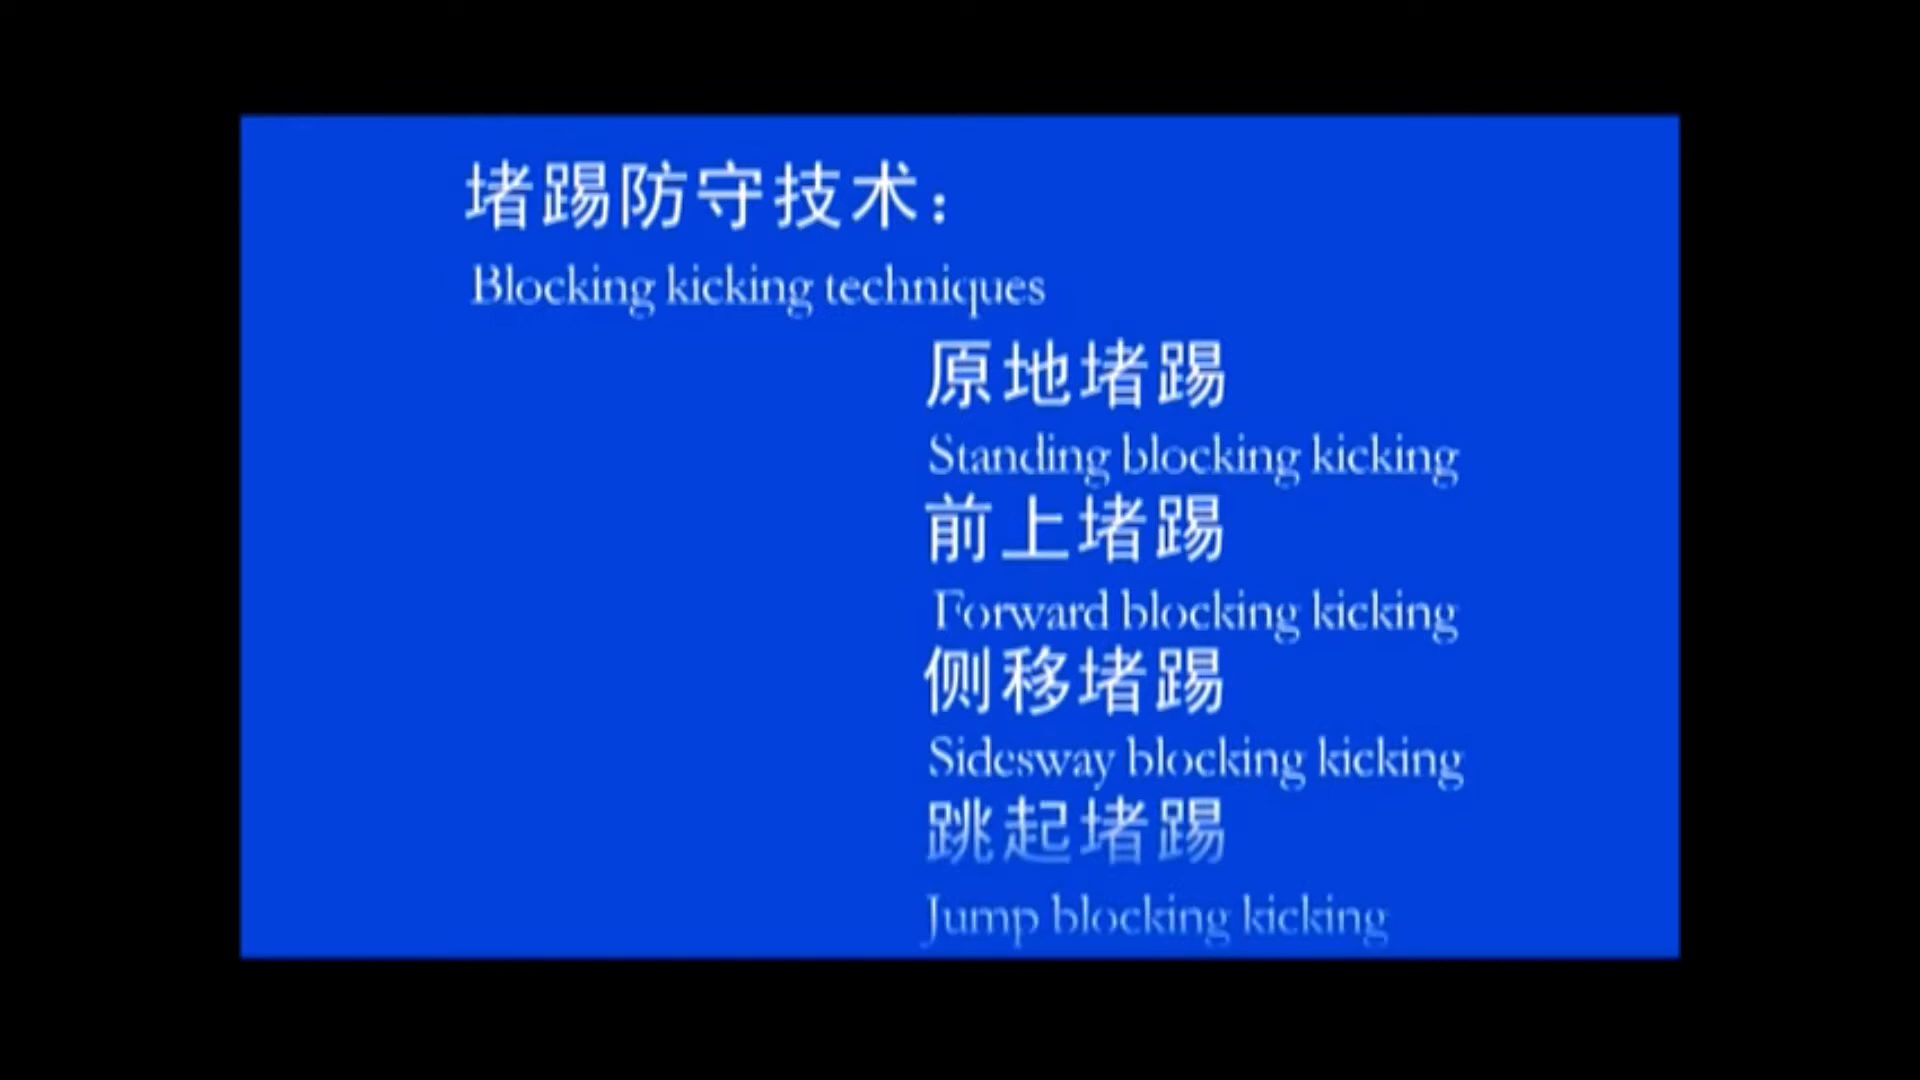 堵踢防守技术：
Blocking kicking techniques
原地堵踢
Standing blocking kicking
前上堵踢
Forward blocking kicking
侧移堵踢
Sidesway blocking kicking
跳起堵踢
Jump blocking kicking